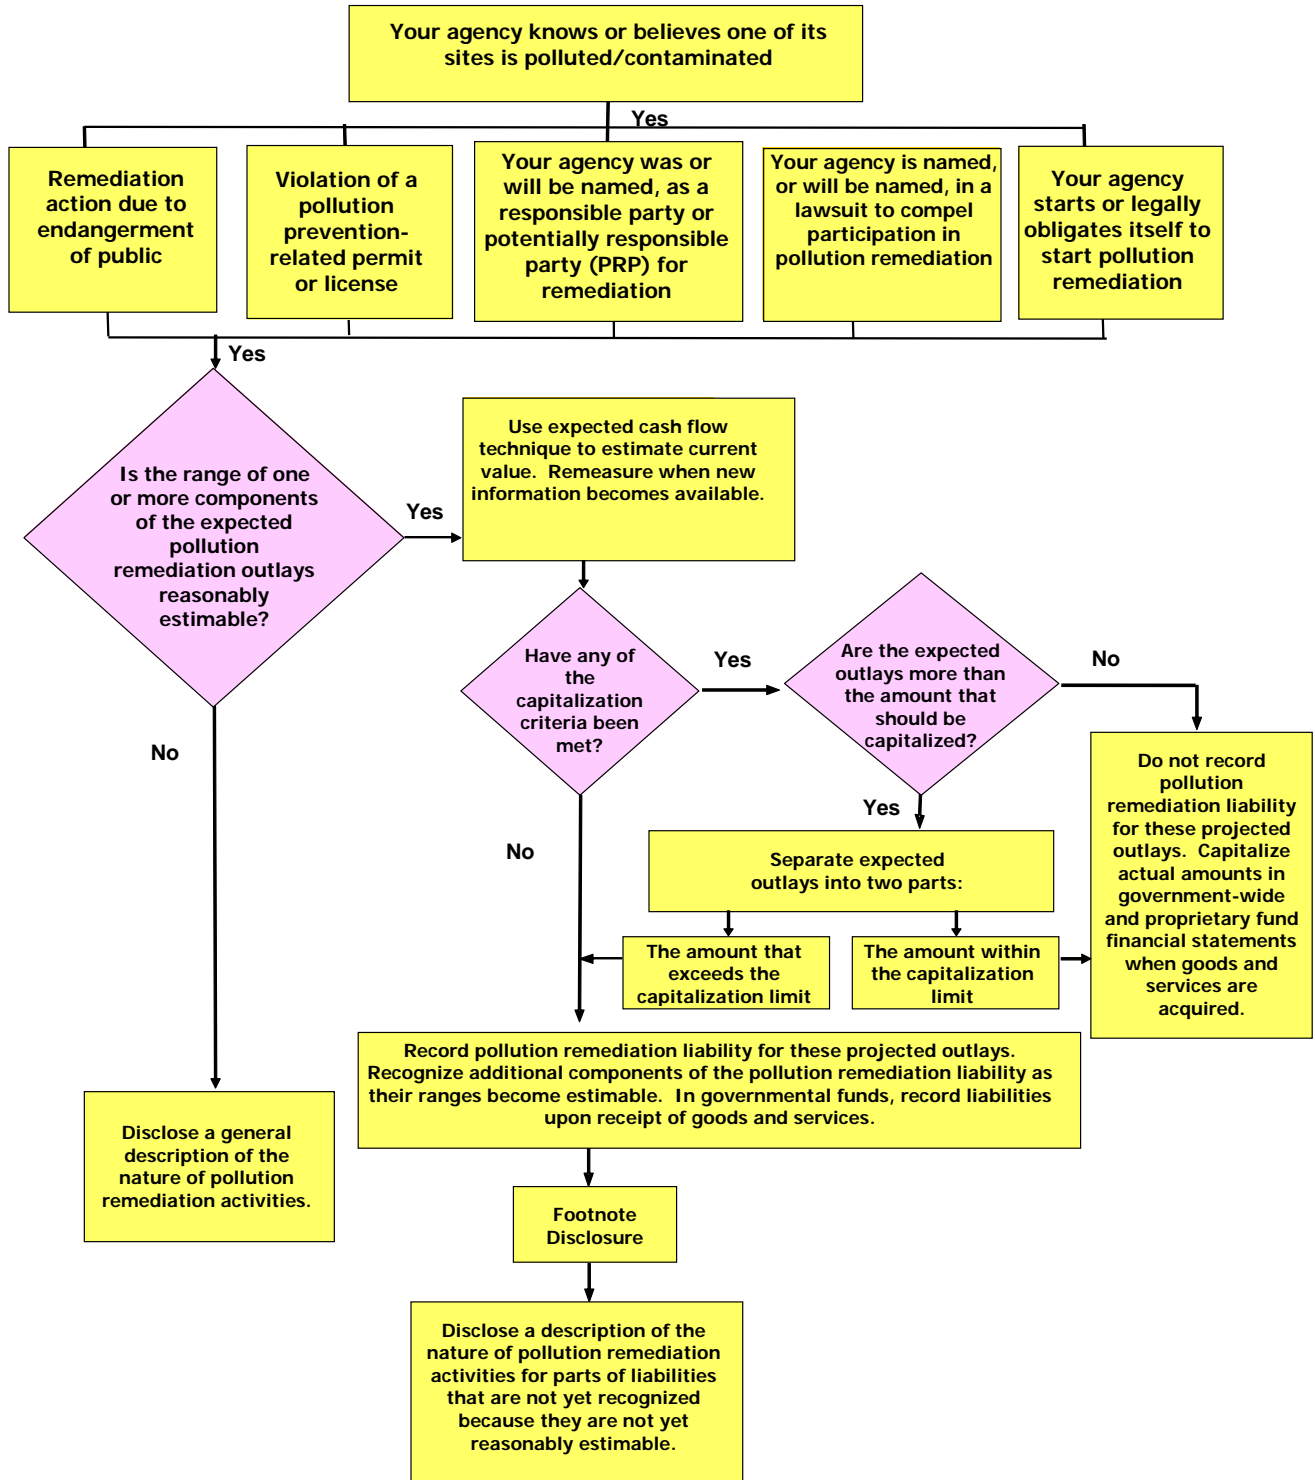 Your agency knows or believes one of its
sites is polluted/contaminated
Yes
Remediation
action due to
endangerment
of public
Violation of a
pollution
prevention-
related permit
or license
Your agency was or
will be named, as a
responsible party or
potentially responsible
party (PRP) for
remediation
Your agency is named,
or will be named, in a
lawsuit to compel
participation in
pollution remediation
Your agency
starts or legally
obligates itself to
start pollution
remediation
Yes
Is the range of one
or more components
of the expected
pollution
remediation outlays
reasonably
estimable?
Yes
Use expected cash flow
technique to estimate current
value.  Remeasure when new
information becomes available.
Have any of
the
capitalization
criteria been
met?
Yes
Are the expected
outlays more than
the amount that
should be
capitalized?
No
Do not record
pollution
remediation liability
for these projected
outlays.  Capitalize
actual amounts in
government-wide
and proprietary fund
financial statements
when goods and
services are
acquired.
No
Yes
No
Separate expected
outlays into two parts:
The amount that
exceeds the
capitalization limit
The amount within
the capitalization
limit
Record pollution remediation liability for these projected outlays.
Recognize additional components of the pollution remediation liability as
their ranges become estimable.  In governmental funds, record liabilities
upon receipt of goods and services.
Disclose a general
description of the
nature of pollution
remediation activities.
Footnote
Disclosure
Disclose a description of the
nature of pollution remediation
activities for parts of liabilities
that are not yet recognized
because they are not yet
reasonably estimable.